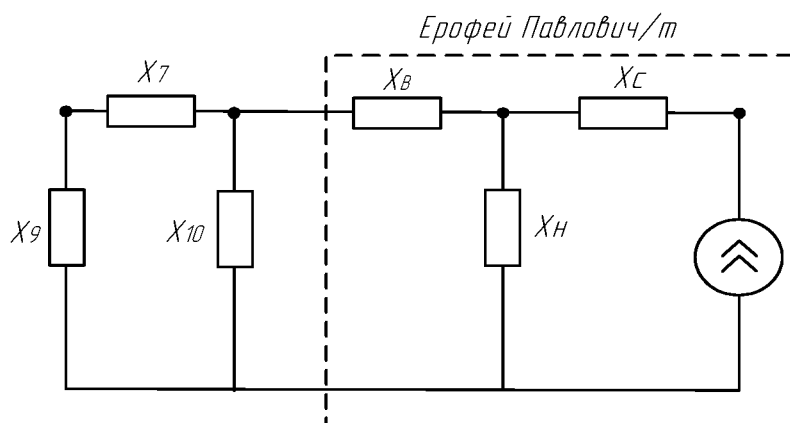 Ерофей Павлович/т
X7
XВ
XС
X9
X10
XН